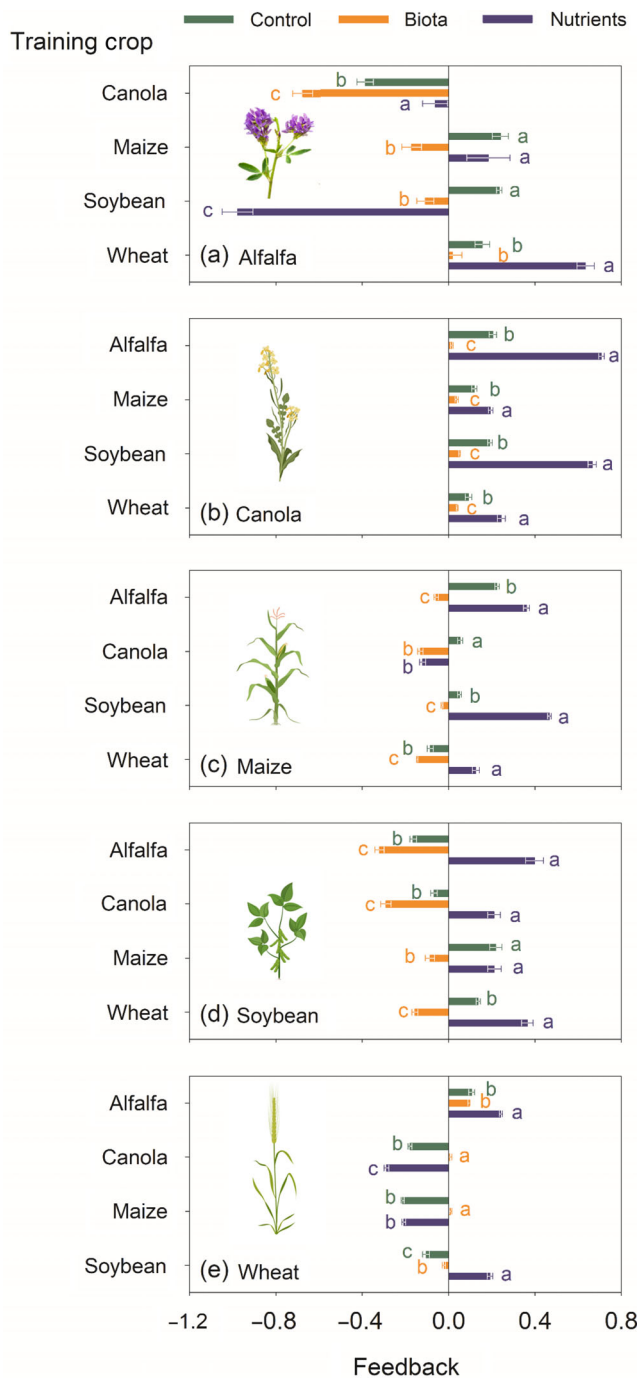 Control Biota Nutrients
Training crop
Canola b
c
a
Maize a
b
a
Soybean a
b
c
Wheat b
b
a
(a) Alfalfa
Alfalfa b
c
a
Maize b
c
a
Soybean b
c
a
Wheat b
c
a
(b) Canola
Alfalfa b
c
a
Canola a
b
b
Soybean b
c
a
Wheat b
c
a
(c) Maize
Alfalfa b
c
a
Canola b
c
a
Maize a
b
a
Wheat b
c
a
(d) Soybean
Alfalfa b
b
a
Canola b
a
c
Maize b
a
b
Soybean c
b
a
(e) Wheat
−1.2 −0.8 −0.4 0.0 0.4 0.8
Feedback